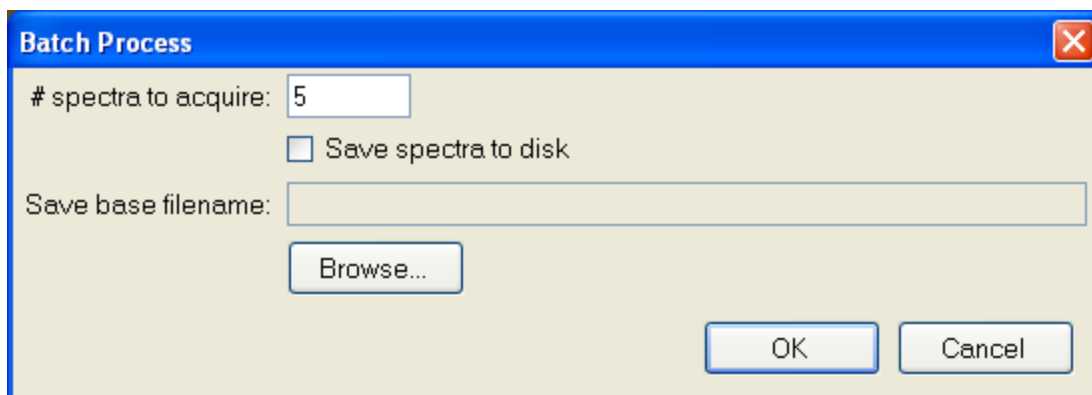 Batch Process
# spectra to acquire: 5
Save spectra to disk
Save base filename:
Browse...
OK Cancel